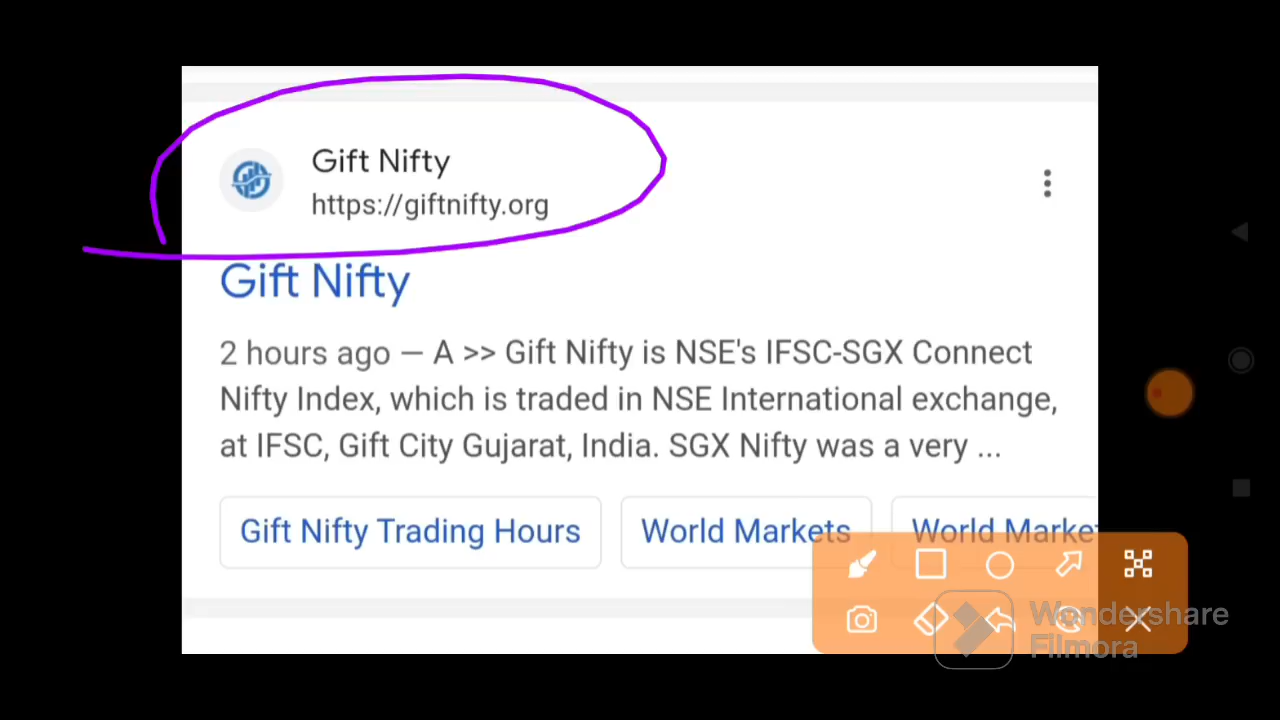 Gift Nifty
https://giftnifty.org
Gift Nifty
2 hours ago — A >> Gift Nifty is NSE's IFSC-SGX Connect
Nifty Index, which is traded in NSE International exchange,
at IFSC, Gift City Gujarat, India. SGX Nifty was a very ...
Gift Nifty Trading Hours
World Markets
World Market
Wondershare
Filmora